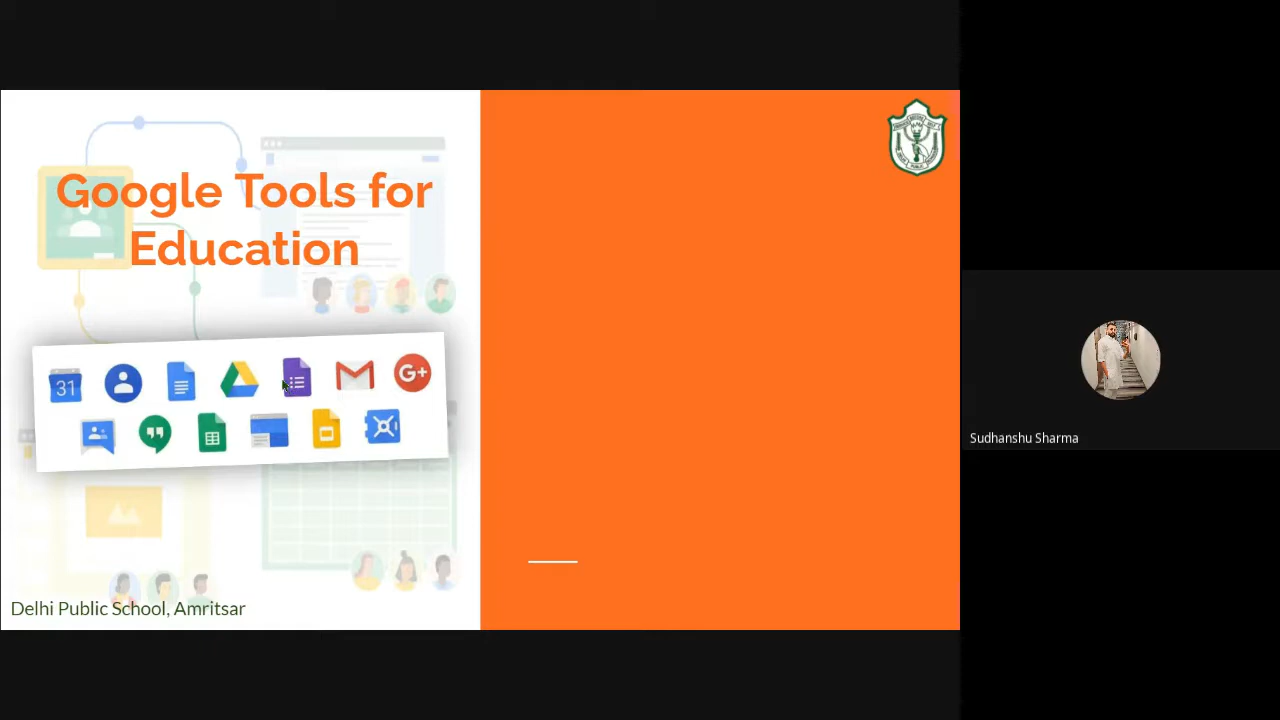 Google Tools for
Education
31
G+
Delhi Public School, Amritsar
Sudhanshu Sharma